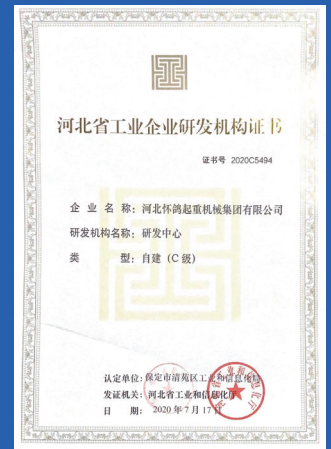 河北省工业企业研发机构证书
证书号 2020C5494
企业名称：河北怀鸽起重机械集团有限公司
研发机构名称：研发中心
类型：自建（C级）
认定单位：保定市清苑区工业和信息化局
发证机关：河北省工业和信息化厅
日期：2020年7月17日